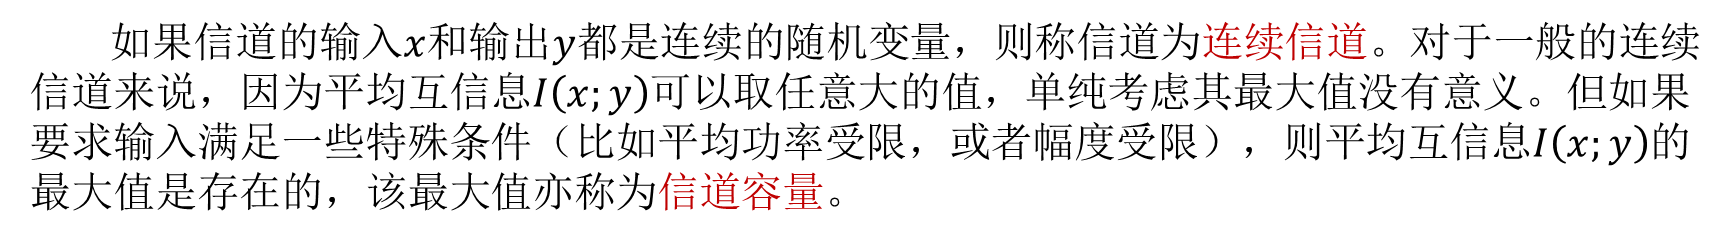 如果信道的输入x和输出y都是连续的随机变量，则称信道为连续信道。对于一般的连续
信道来说，因为平均互信息I(x; y)可以取任意大的值，单纯考虑其最大值没有意义。但如果
要求输入满足一些特殊条件（比如平均功率受限，或者幅度受限），则平均互信息I(x; y)的
最大值是存在的，该最大值亦称为信道容量。